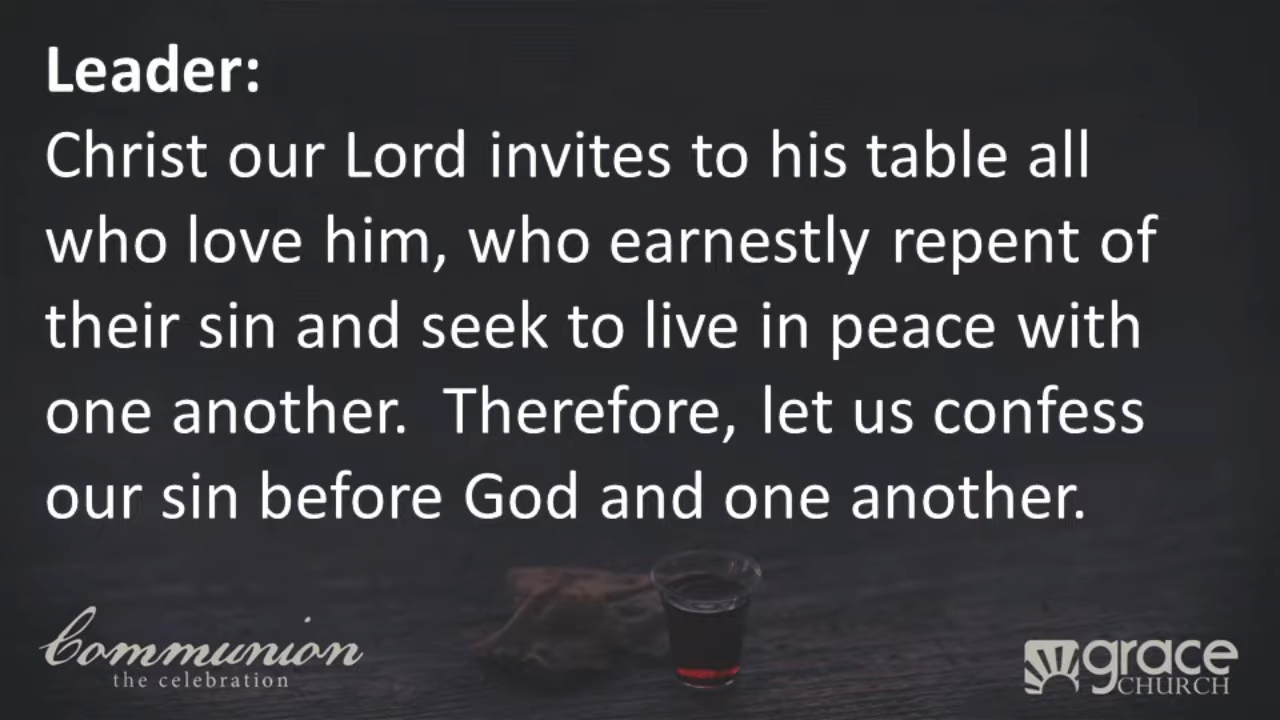 Leader:
Christ our Lord invites to his table all
who love him, who earnestly repent of
their sin and seek to live in peace with
one another.  Therefore, let us confess
our sin before God and one another.
Communion
the celebration
grace
CHURCH